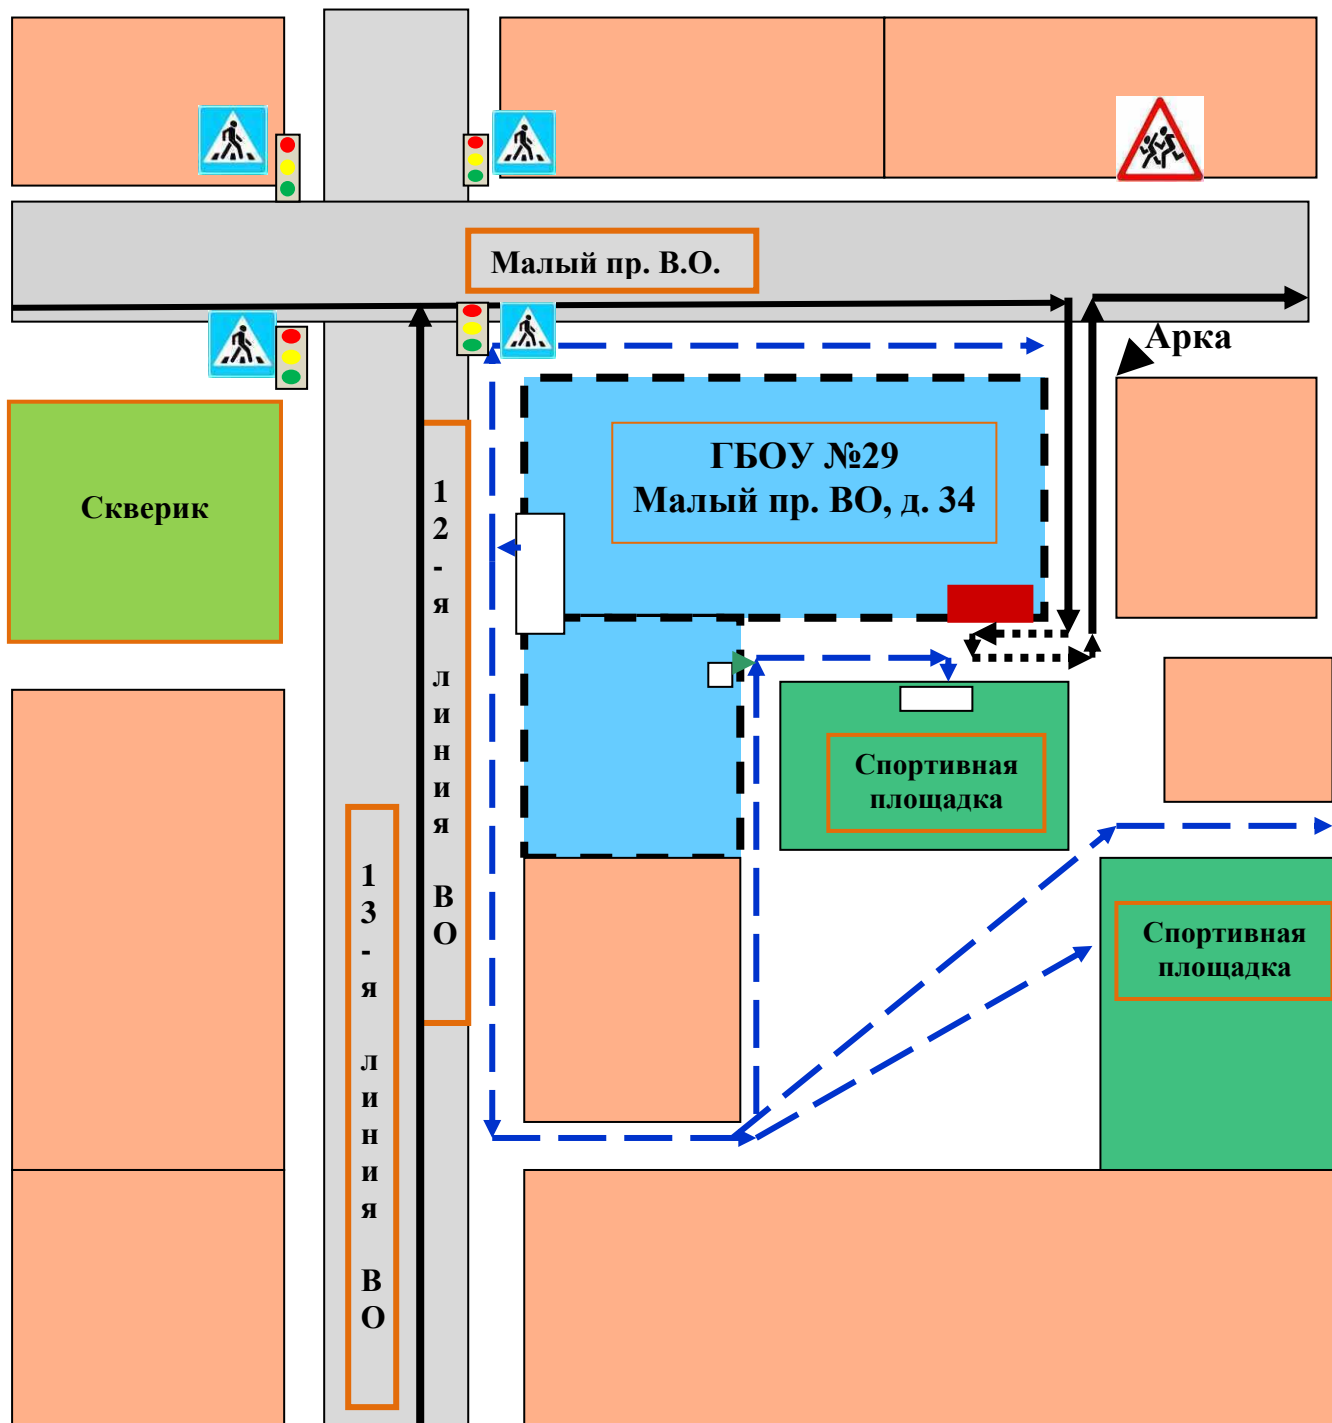 Малый пр. В.О.
Арка
ГБОУ №29
Малый пр. ВО, д. 34
Скверик
12-я линия ВО
Спортивная
площадка
13-я линия ВО
Спортивная
площадка